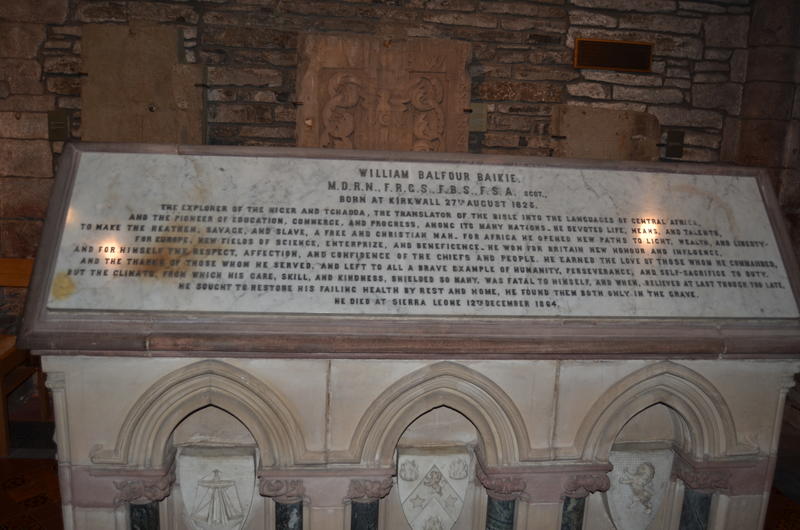 WILLIAM BALFOUR BAIKIE.
M.D.R.N., F.R.G.S., F.B.S., F.S.A. SCOT.,
BORN AT KIRKWALL 27TH AUGUST 1825.
THE EXPLORER OF THE NIGER AND TCHADDA, THE TRANSLATOR OF THE BIBLE INTO THE LANGUAGES OF CENTRAL AFRICA,
AND THE PIONEER OF EDUCATION, COMMERCE, AND PROGRESS, AMONG ITS MANY NATIONS. HE DEVOTED LIFE, MEANS, AND TALENTS,
TO MAKE THE HEATHEN, SAVAGE, AND SLAVE, A FREE AND CHRISTIAN MAN. FOR AFRICA HE OPENED NEW PATHS TO LIGHT, WEALTH, AND LIBERTY-
FOR EUROPE, NEW FIELDS OF SCIENCE, ENTERPRIZE, AND BENEFICENCE. HE WON FOR BRITAIN NEW HONOUR AND INFLUENCE,
AND FOR HIMSELF THE RESPECT, AFFECTION, AND CONFIDENCE OF THE CHIEFS AND PEOPLE. HE EARNED THE LOVE OF THOSE WHOM HE COMMANDED,
AND THE THANKS OF THOSE WHOM HE SERVED, AND LEFT TO ALL A BRAVE EXAMPLE OF HUMANITY, PERSEVERANCE, AND SELF-SACRIFICE TO DUTY.
BUT THE CLIMATE, FROM WHICH HIS CARE, SKILL, AND KINDNESS, SHIELDED SO MANY, WAS FATAL TO HIMSELF, AND WHEN, RELIEVED AT LAST THOUGH TOO LATE,
HE SOUGHT TO RESTORE HIS FAILING HEALTH BY REST AND HOME, HE FOUND THEM BOTH ONLY IN THE GRAVE.
HE DIED AT SIERRA LEONE 12TH DECEMBER 1864.